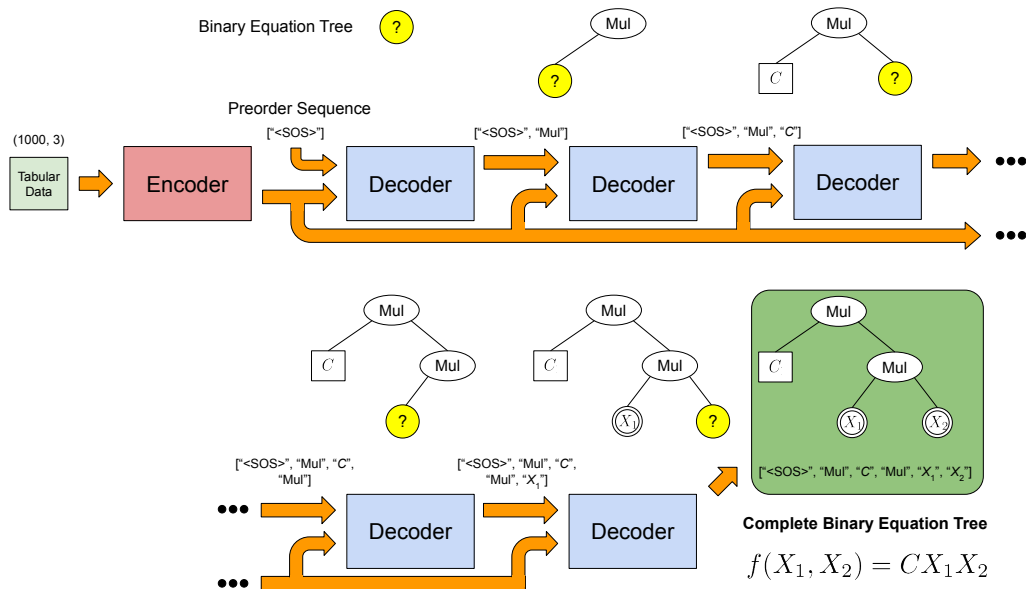 Binary Equation Tree
?
Mul
?
Mul
C
?
Preorder Sequence
["<SOS>"]
["<SOS>", "Mul"]
["<SOS>", "Mul", "C"]
(1000, 3)
Tabular
Data
Encoder
Decoder
Decoder
Decoder
Mul
C
Mul
?
Mul
C
Mul
X₁
?
Mul
C
Mul
X₁
X₂
["<SOS>", "Mul", "C",
"Mul"]
["<SOS>", "Mul", "C",
"Mul", "X₁"]
["<SOS>", "Mul", "C", "Mul", "X₁", "X₂"]
Decoder
Decoder
Complete Binary Equation Tree
f(X₁, X₂) = CX₁X₂